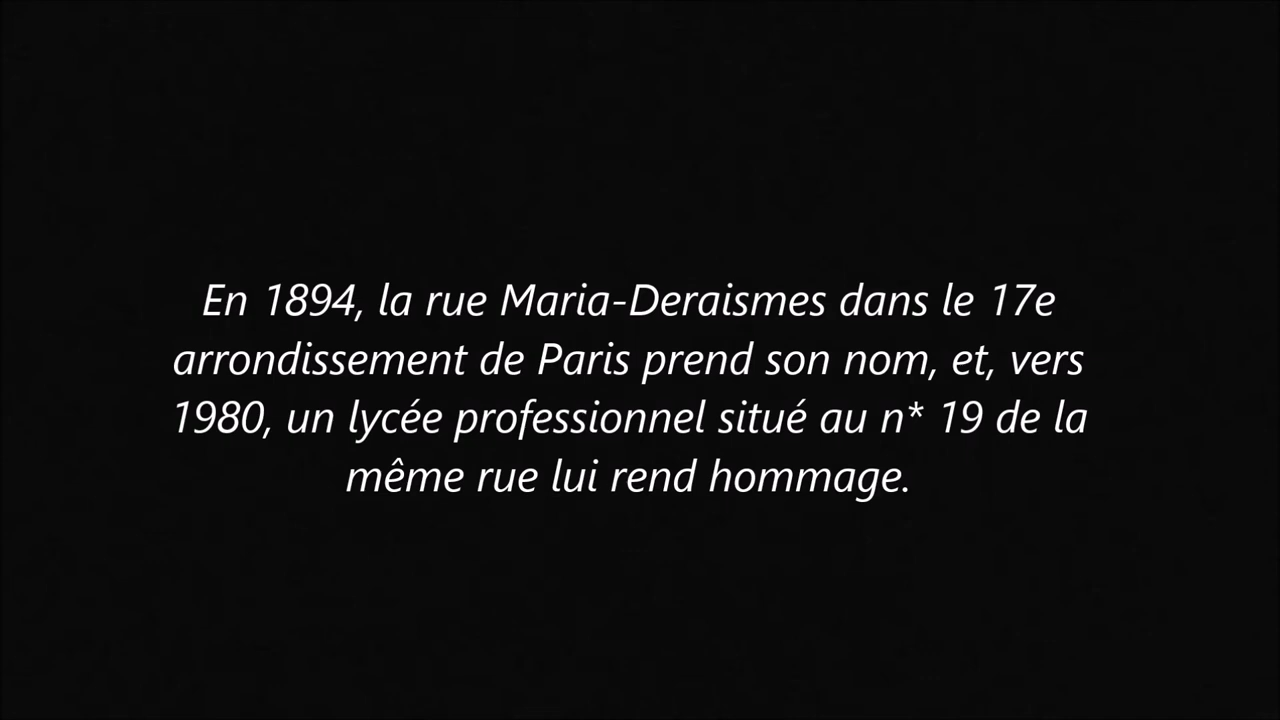 En 1894, la rue Maria-Deraismes dans le 17e
arrondissement de Paris prend son nom, et, vers
1980, un lycée professionnel situé au n* 19 de la
même rue lui rend hommage.